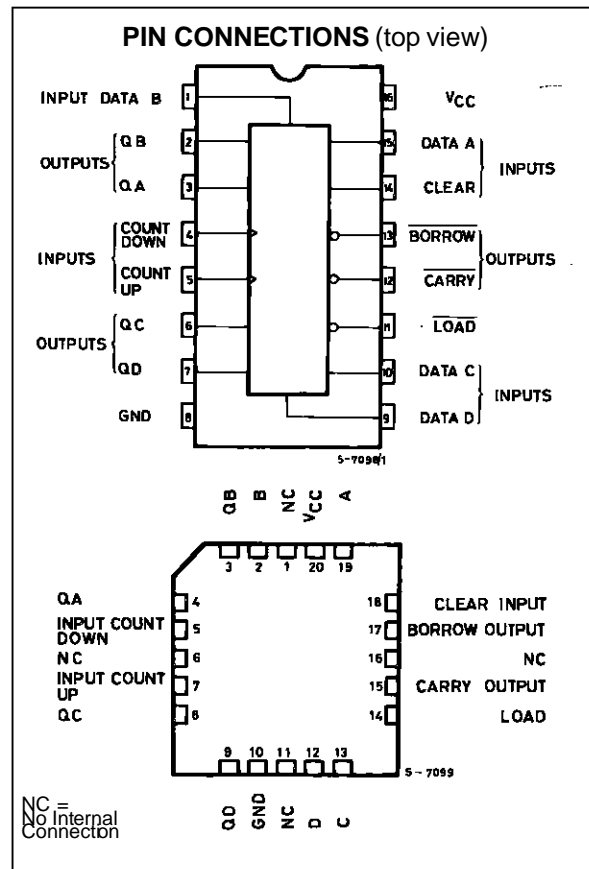 PIN CONNECTIONS (top view)
INPUT DATA B 1 16 VCC
OUTPUTS { QB 2 15 DATA A } INPUTS
QA 3 14 CLEAR
INPUTS { COUNT DOWN 4 13 BORROW } OUTPUTS
COUNT UP 5 12 CARRY
OUTPUTS { QC 6 11 LOAD
QD 7 10 DATA C } INPUTS
GND 8 9 DATA D
S-7098/1
QB B NC VCC A
3 2 1 20 19
QA 4 18 CLEAR INPUT
INPUT COUNT DOWN 5 17 BORROW OUTPUT
NC 6 16 NC
INPUT COUNT UP 7 15 CARRY OUTPUT
QC 8 14 LOAD
9 10 11 12 13
S-7099
QD GND NC D C
NC =
No Internal
Connection